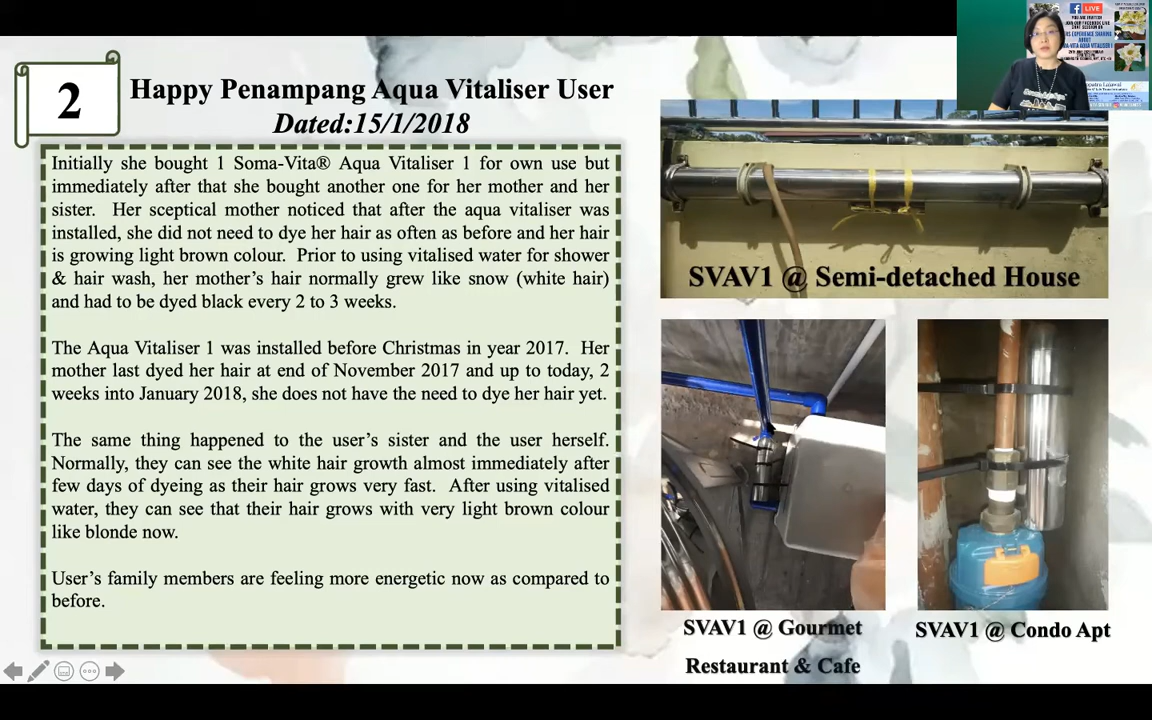 2
Happy Penampang Aqua Vitaliser User
Dated:15/1/2018
Initially she bought 1 Soma-Vita® Aqua Vitaliser 1 for own use but
immediately after that she bought another one for her mother and her
sister. Her sceptical mother noticed that after the aqua vitaliser was
installed, she did not need to dye her hair as often as before and her hair
is growing light brown colour. Prior to using vitalised water for shower
& hair wash, her mother's hair normally grew like snow (white hair)
and had to be dyed black every 2 to 3 weeks.
The Aqua Vitaliser 1 was installed before Christmas in year 2017. Her
mother last dyed her hair at end of November 2017 and up to today, 2
weeks into January 2018, she does not have the need to dye her hair yet.
The same thing happened to the user's sister and the user herself.
Normally, they can see the white hair growth almost immediately after
few days of dyeing as their hair grows very fast. After using vitalised
water, they can see that their hair grows with very light brown colour
like blonde now.
User's family members are feeling more energetic now as compared to
before.
SVAV1 @ Semi-detached House
SVAV1 @ Gourmet
Restaurant & Cafe
SVAV1 @ Condo Apt
LIVE